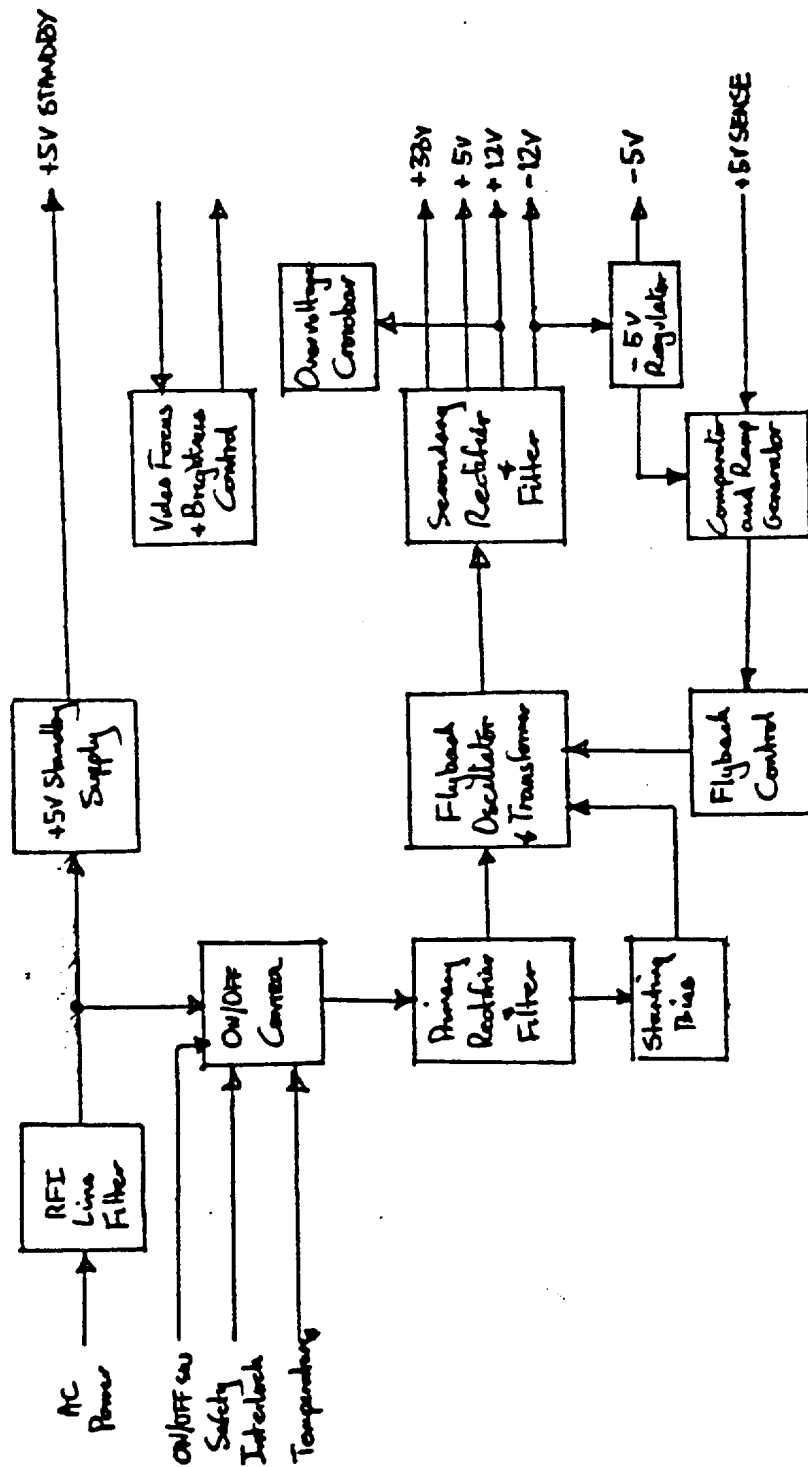 AC
Power
RFI
Line
Filter
+5V Standby
Supply
+5V STANDBY
ON/OFF SW
Safety
Interlock
Temperature
ON/OFF
CONTROL
Video Focus
+ Brightness
Control
Primary
Rectifier
+
Filter
Flyback
Oscillator
+ Transformer
Secondary
Rectifier
+
Filter
Overvoltage
Crowbar
+33V
+5V
+12V
-12V
Starting
Bias
Flyback
Control
Comparator
and Ramp
Generator
-5V
Regulator
-5V
+5V SENSE